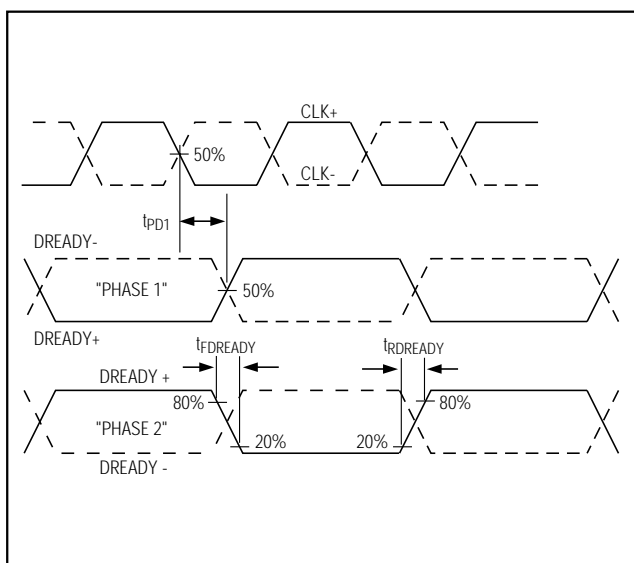 CLK+
50%
CLK-
tPD1
DREADY-
"PHASE 1"
50%
DREADY+
tFDREADY
tRDREADY
DREADY +
80%
80%
"PHASE 2"
20%
20%
DREADY -